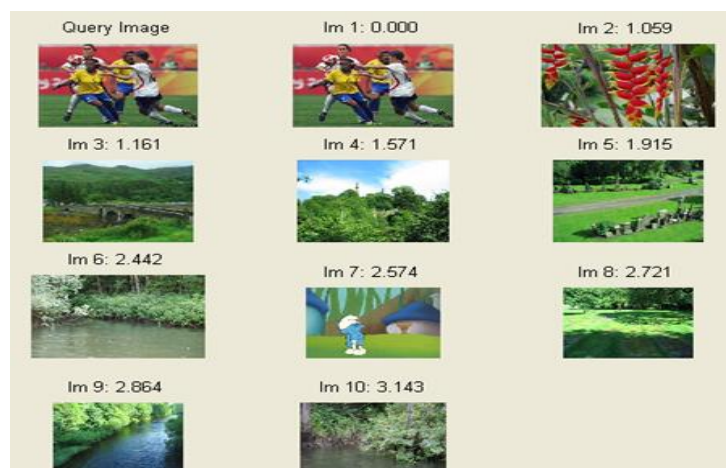 Query Image
Im 1: 0.000
Im 2: 1.059
Im 3: 1.161
Im 4: 1.571
Im 5: 1.915
Im 6: 2.442
Im 7: 2.574
Im 8: 2.721
Im 9: 2.864
Im 10: 3.143